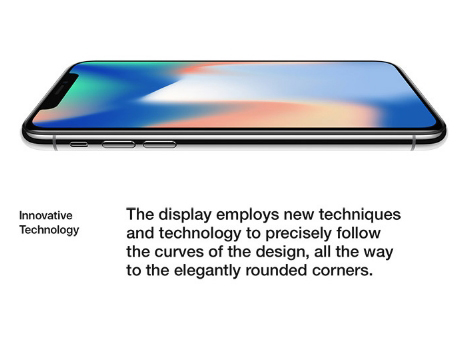 Innovative
Technology
The display employs new techniques
and technology to precisely follow
the curves of the design, all the way
to the elegantly rounded corners.